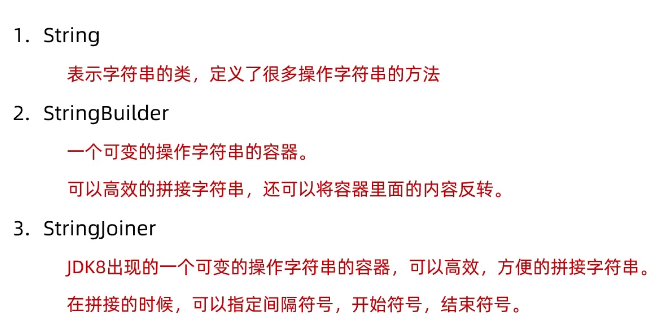 1. String
表示字符串的类，定义了很多操作字符串的方法
2. StringBuilder
一个可变的操作字符串的容器。
可以高效的拼接字符串，还可以将容器里面的内容反转。
3. StringJoiner
JDK8出现的一个可变的操作字符串的容器，可以高效，方便的拼接字符串。
在拼接的时候，可以指定间隔符号，开始符号，结束符号。